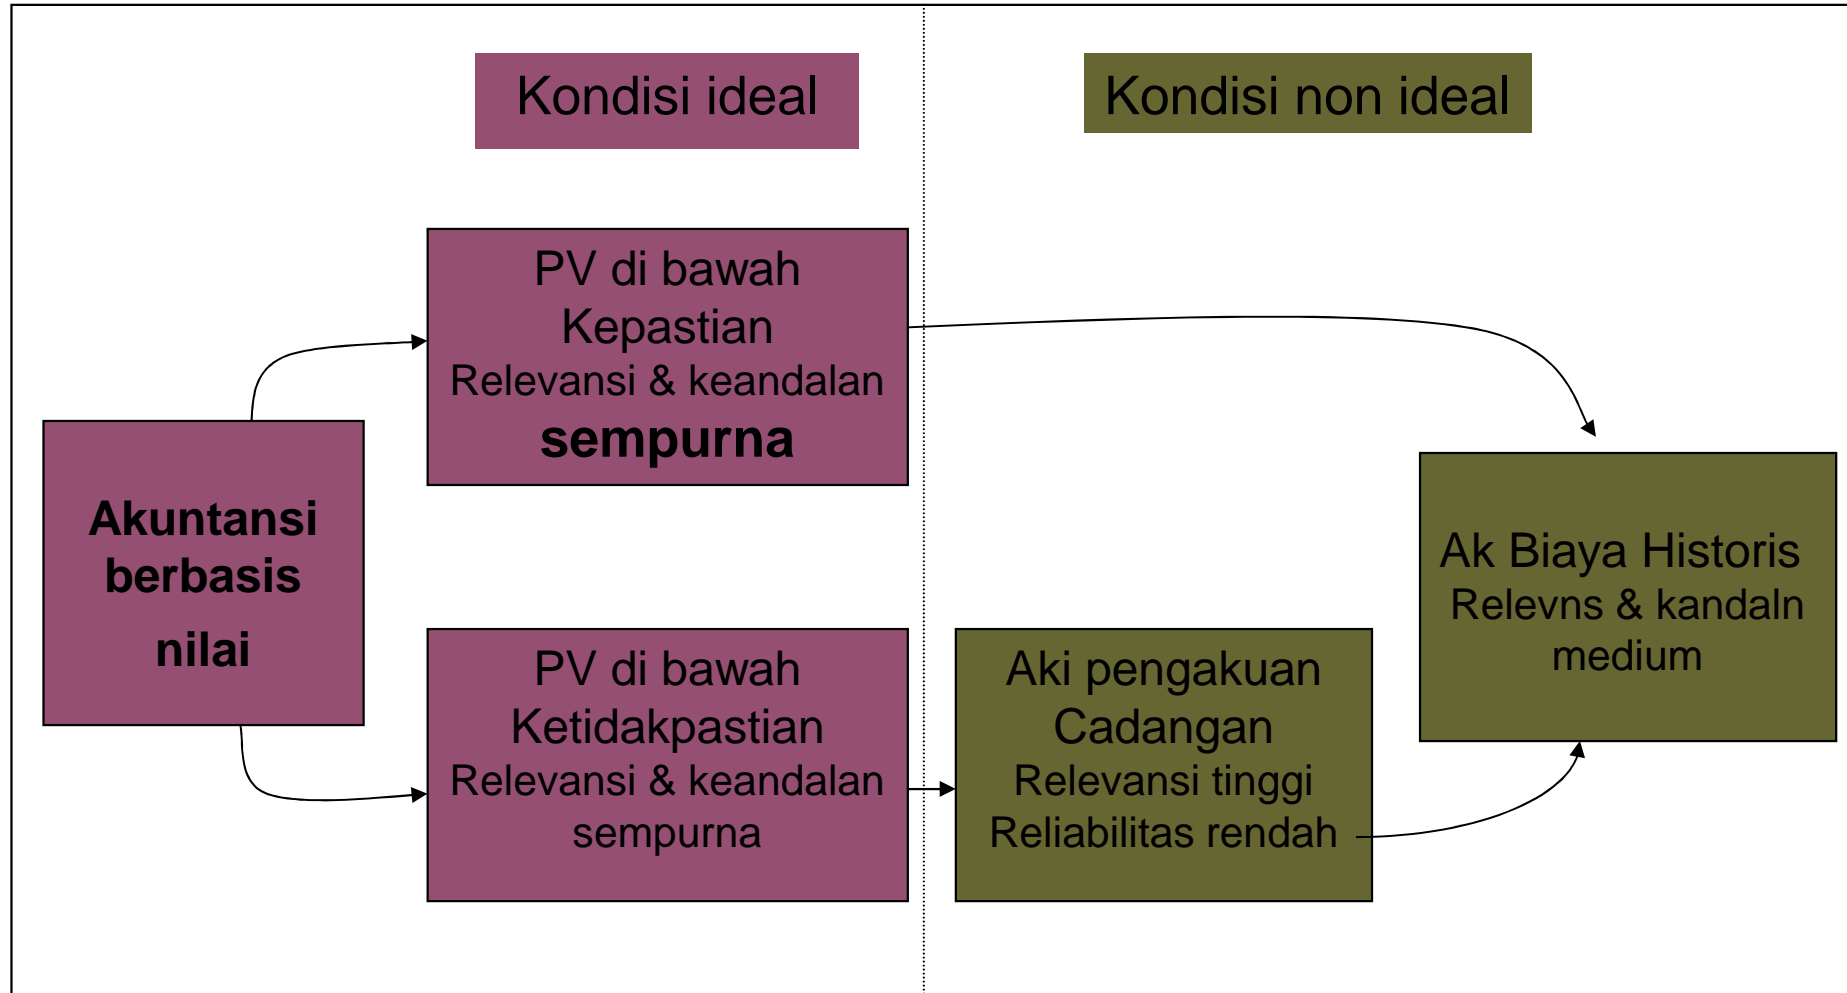 Kondisi ideal
Kondisi non ideal
PV di bawah
Kepastian
Relevansi & keandalan
sempurna
Akuntansi
berbasis
nilai
Ak Biaya Historis
Relevns & kandaln
medium
PV di bawah
Ketidakpastian
Relevansi & keandalan
sempurna
Aki pengakuan
Cadangan
Relevansi tinggi
Reliabilitas rendah